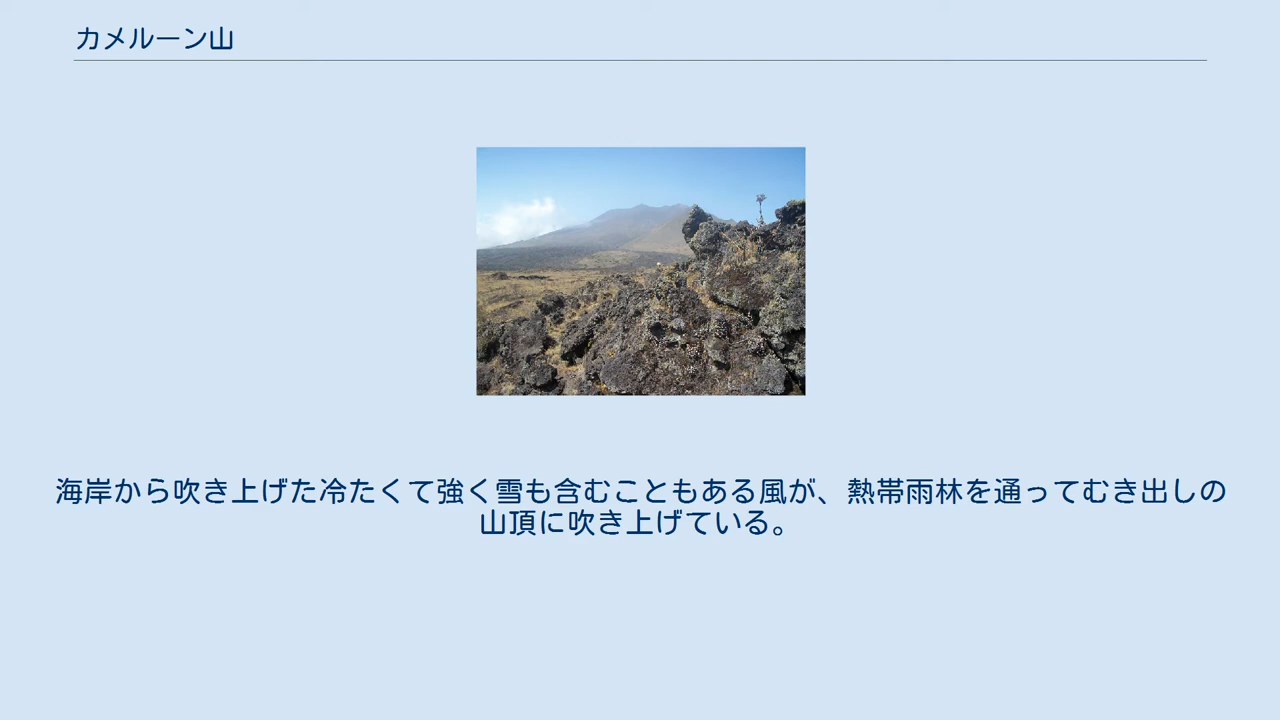 カメルーン山
海岸から吹き上げた冷たくて強く雪も含むこともある風が、熱帯雨林を通ってむき出しの
山頂に吹き上げている。